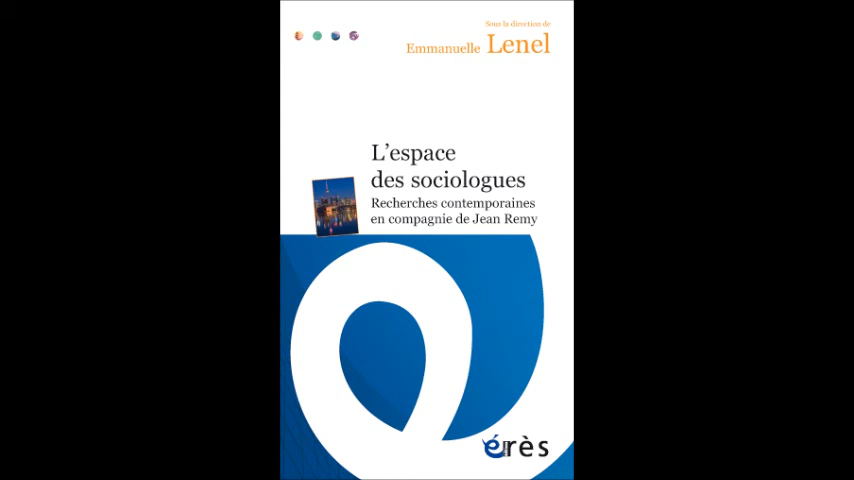 Sous la direction de
Emmanuelle Lenel
L'espace
des sociologues
Recherches contemporaines
en compagnie de Jean Remy
érès